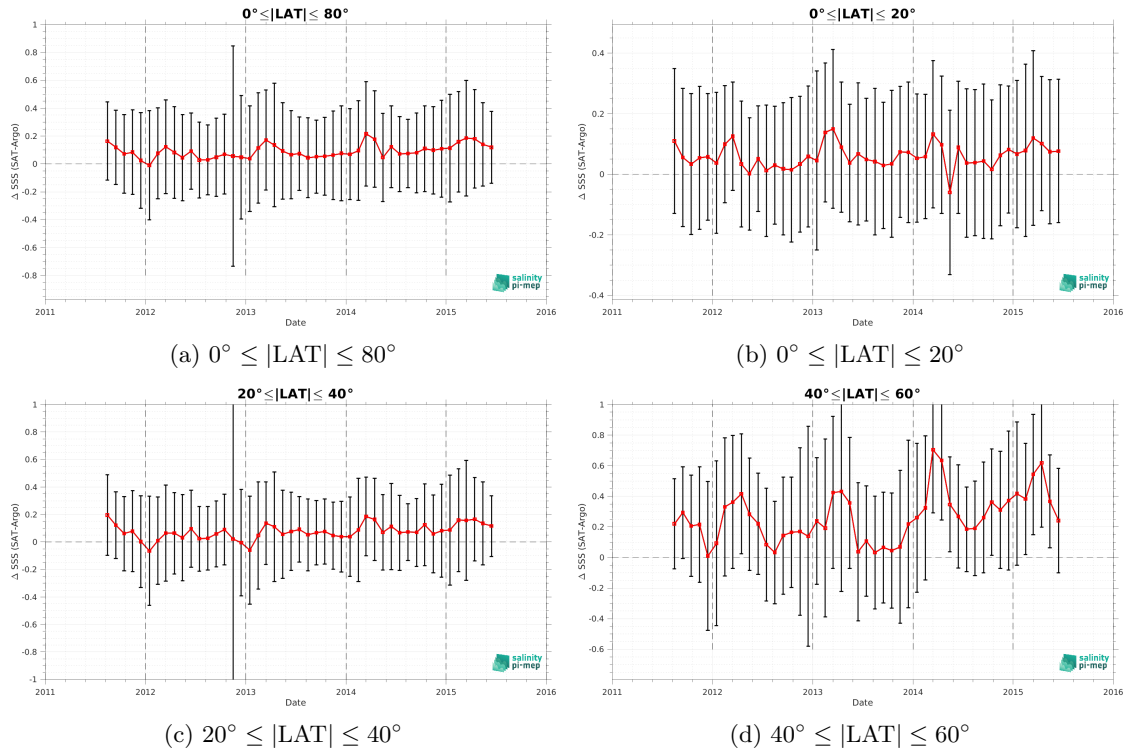 0°≤|LAT|≤ 80°
1
0.8
0.6
0.4
0.2
0
-0.2
-0.4
-0.6
-0.8
Δ SSS (SAT-Argo)
2011 2012 2013 2014 2015 2016
Date
salinity
pi-mep
(a) 0° ≤ |LAT| ≤ 80°
0°≤|LAT|≤ 20°
0.4
0.2
0
-0.2
-0.4
Δ SSS (SAT-Argo)
2011 2012 2013 2014 2015 2016
Date
salinity
pi-mep
(b) 0° ≤ |LAT| ≤ 20°
20°≤|LAT|≤ 40°
1
0.8
0.6
0.4
0.2
0
-0.2
-0.4
-0.6
-0.8
-1
Δ SSS (SAT-Argo)
2011 2012 2013 2014 2015 2016
Date
salinity
pi-mep
(c) 20° ≤ |LAT| ≤ 40°
40°≤|LAT|≤ 60°
1
0.8
0.6
0.4
0.2
0
-0.2
-0.4
-0.6
Δ SSS (SAT-Argo)
2011 2012 2013 2014 2015 2016
Date
salinity
pi-mep
(d) 40° ≤ |LAT| ≤ 60°